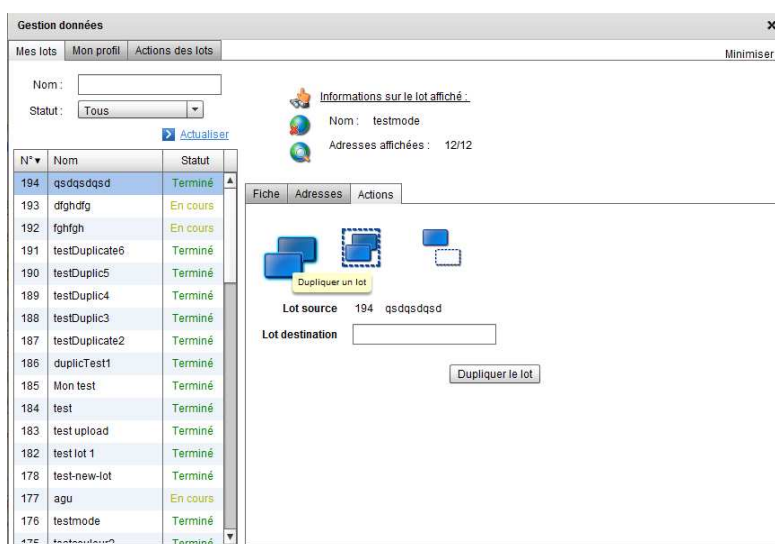 Gestion données
Mes lots Mon profil Actions des lots
Minimiser
Nom :
Statut : Tous
Actualiser
Informations sur le lot affiché :
Nom : testmode
Adresses affichées : 12/12
N° Nom Statut
194 qsdqsdqsd Terminé
193 dfghdfg En cours
192 fghfgh En cours
191 testDuplicate6 Terminé
190 testDuplic5 Terminé
189 testDuplic4 Terminé
188 testDuplic3 Terminé
187 testDuplicate2 Terminé
186 duplicTest1 Terminé
185 Mon test Terminé
184 test Terminé
183 test upload Terminé
182 test lot 1 Terminé
178 test-new-lot Terminé
177 agu En cours
176 testmode Terminé
175 Terminé
Fiche Adresses Actions
Dupliquer un lot
Lot source 194 qsdqsdqsd
Lot destination
Dupliquer le lot